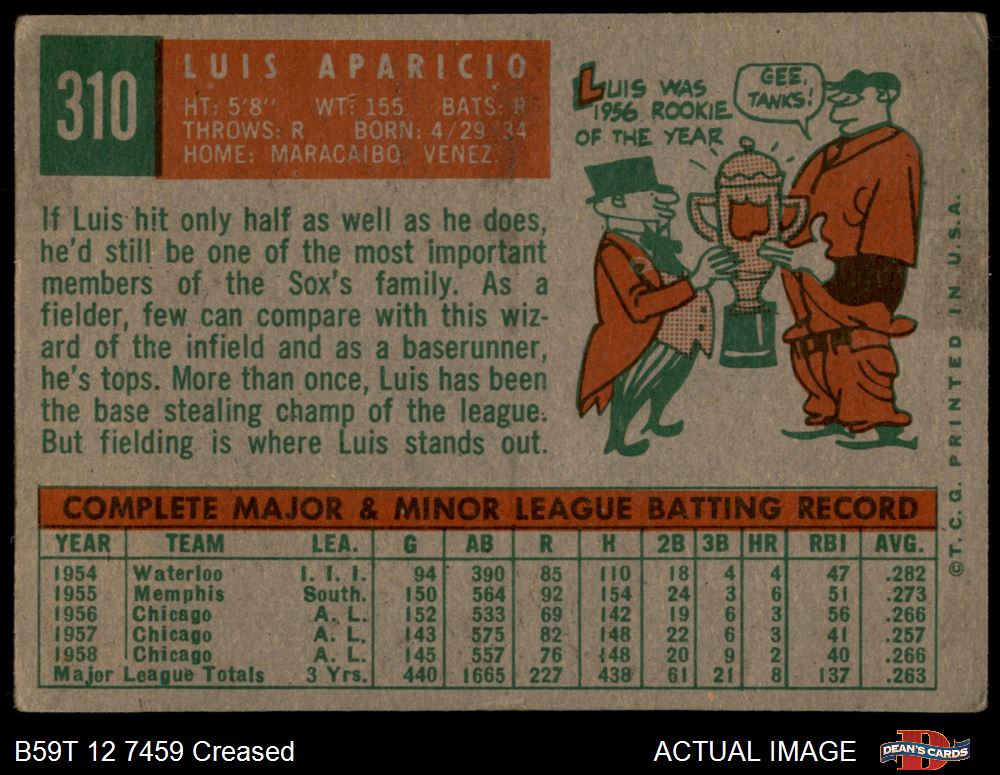 310
LUIS APARICIO
HT: 5'8" WT: 155 BATS: R
THROWS: R BORN: 4/29/34
HOME: MARACAIBO, VENEZ.
LUIS WAS
1956 ROOKIE
OF THE YEAR
GEE,
TANKS!
If Luis hit only half as well as he does,
he'd still be one of the most important
members of the Sox's family. As a
fielder, few can compare with this wiz-
ard of the infield and as a baserunner,
he's tops. More than once, Luis has been
the base stealing champ of the league.
But fielding is where Luis stands out.
COMPLETE MAJOR & MINOR LEAGUE BATTING RECORD
YEAR TEAM LEA. G AB R H 2B 3B HR RBI AVG.
1954 Waterloo I. I. I. 94 390 85 110 18 4 4 47 .282
1955 Memphis South. 150 564 92 154 24 3 6 51 .273
1956 Chicago A. L. 152 533 69 142 19 6 3 56 .266
1957 Chicago A. L. 143 575 82 148 22 6 3 41 .257
1958 Chicago A. L. 145 557 76 148 20 9 2 40 .266
Major League Totals 3 Yrs. 440 1665 227 438 61 21 8 137 .263
©T. C. G. PRINTED IN U.S.A.
B59T 12 7459 Creased
ACTUAL IMAGE
D
DEAN'S CARDS